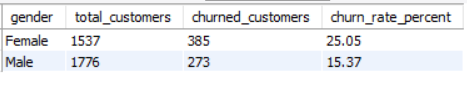 gender total_customers churned_customers churn_rate_percent
Female 1537 385 25.05
Male 1776 273 15.37